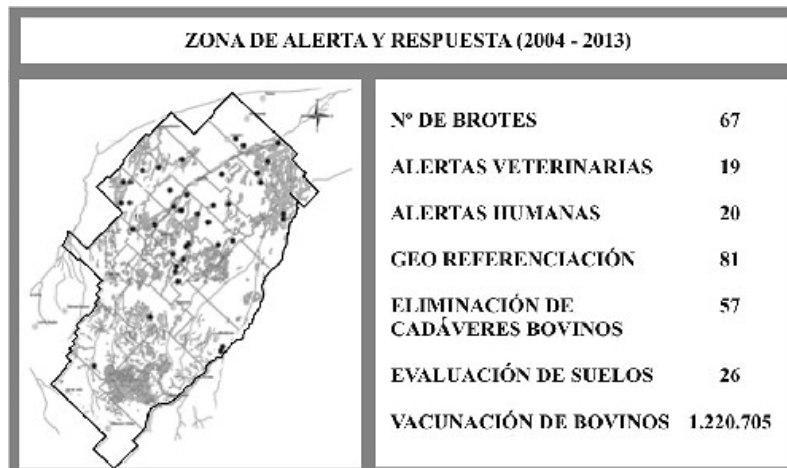 ZONA DE ALERTA Y RESPUESTA (2004 - 2013)
Nº DE BROTES 67
ALERTAS VETERINARIAS 19
ALERTAS HUMANAS 20
GEO REFERENCIACIÓN 81
ELIMINACIÓN DE 57
CADÁVERES BOVINOS
EVALUACIÓN DE SUELOS 26
VACUNACIÓN DE BOVINOS 1.220.705